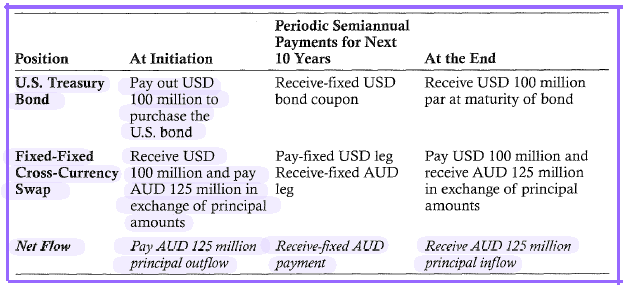 Periodic Semiannual
Payments for Next
Position At Initiation 10 Years At the End
U.S. Treasury Pay out USD Receive-fixed USD Receive USD 100 million
Bond 100 million to bond coupon par at maturity of bond
purchase the
U.S. bond
Fixed-Fixed Receive USD Pay-fixed USD leg Pay USD 100 million and
Cross-Currency 100 million and pay Receive-fixed AUD receive AUD 125 million
Swap AUD 125 million in leg in exchange of principal
exchange of principal amounts
amounts
Net Flow Pay AUD 125 million Receive-fixed AUD Receive AUD 125 million
principal outflow payment principal inflow